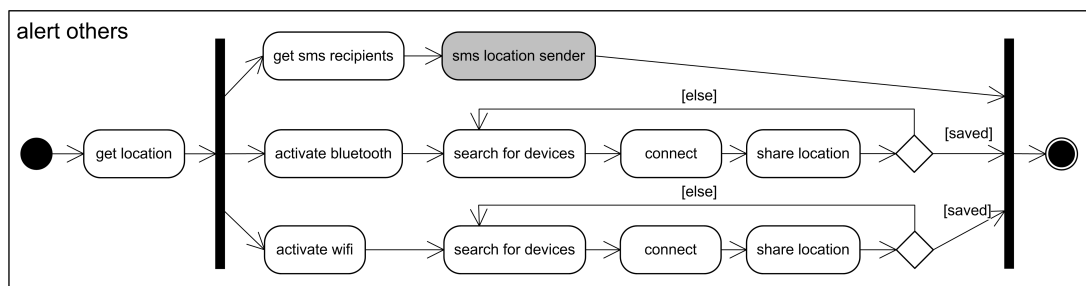 alert others
get sms recipients
sms location sender
[else]
[saved]
get location
activate bluetooth
search for devices
connect
share location
[else]
[saved]
activate wifi
search for devices
connect
share location